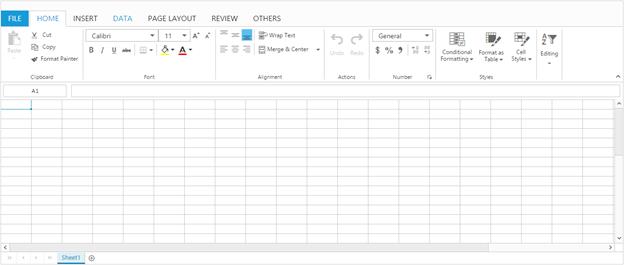 FILE HOME INSERT DATA PAGE LAYOUT REVIEW OTHERS
Paste
Cut
Copy
Format Painter
Clipboard
Calibri 11 A A
B I U abc A
Font
Wrap Text
Merge & Center
Alignment
Undo Redo
Actions
General
$ % ,
Number
Conditional
Formatting
Format as
Table
Cell
Styles
Styles
A
Z
Editing
A1
Sheet1